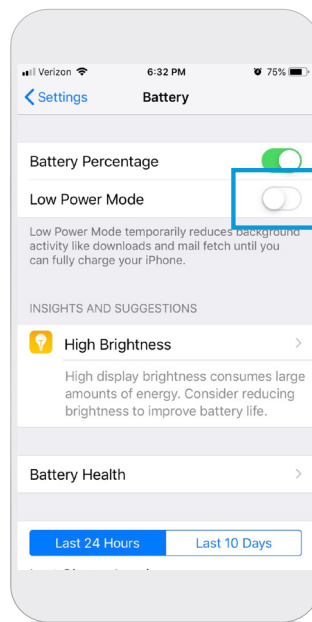 Verizon 6:32 PM 75%
Settings Battery
Battery Percentage
Low Power Mode
Low Power Mode temporarily reduces background
activity like downloads and mail fetch until you
can fully charge your iPhone.
INSIGHTS AND SUGGESTIONS
High Brightness
High display brightness consumes large
amounts of energy. Consider reducing
brightness to improve battery life.
Battery Health
Last 24 Hours Last 10 Days